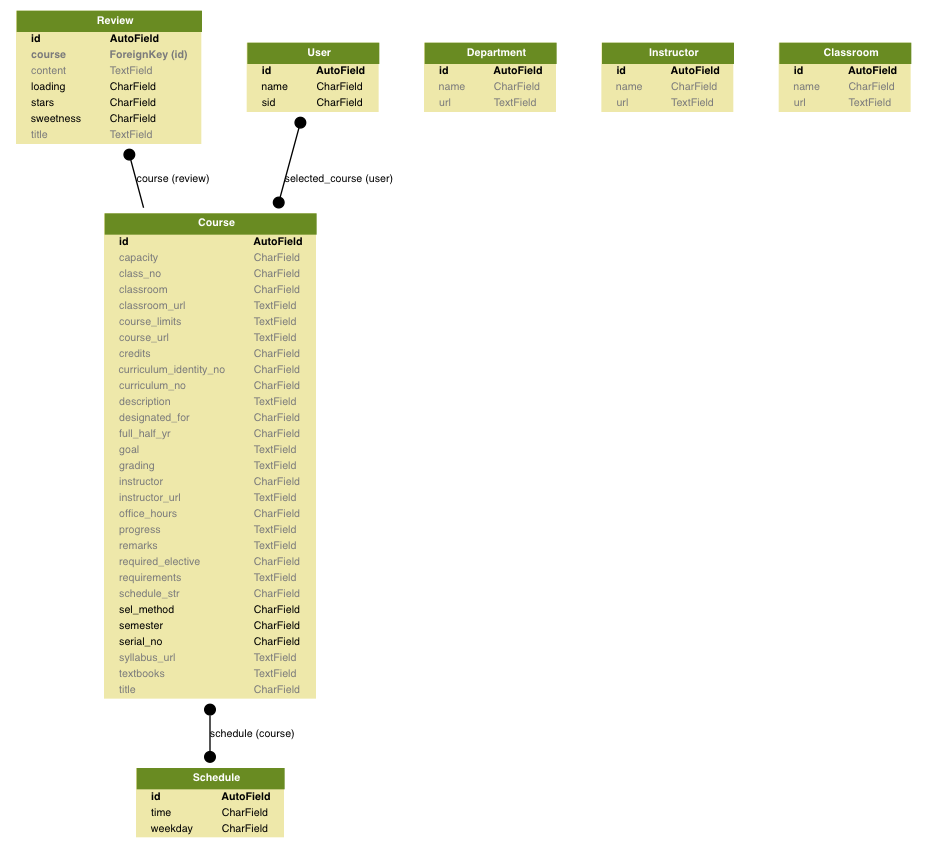 Review
id AutoField
course ForeignKey (id)
content TextField
loading CharField
stars CharField
sweetness CharField
title TextField
User
id AutoField
name CharField
sid CharField
Department
id AutoField
name CharField
url TextField
Instructor
id AutoField
name CharField
url TextField
Classroom
id AutoField
name CharField
url TextField
course (review)
selected_course (user)
Course
id AutoField
capacity CharField
class_no CharField
classroom CharField
classroom_url TextField
course_limits TextField
course_url TextField
credits CharField
curriculum_identity_no CharField
curriculum_no CharField
description TextField
designated_for CharField
full_half_yr CharField
goal TextField
grading TextField
instructor CharField
instructor_url TextField
office_hours CharField
progress TextField
remarks TextField
required_elective CharField
requirements TextField
schedule_str CharField
sel_method CharField
semester CharField
serial_no CharField
syllabus_url TextField
textbooks TextField
title CharField
schedule (course)
Schedule
id AutoField
time CharField
weekday CharField